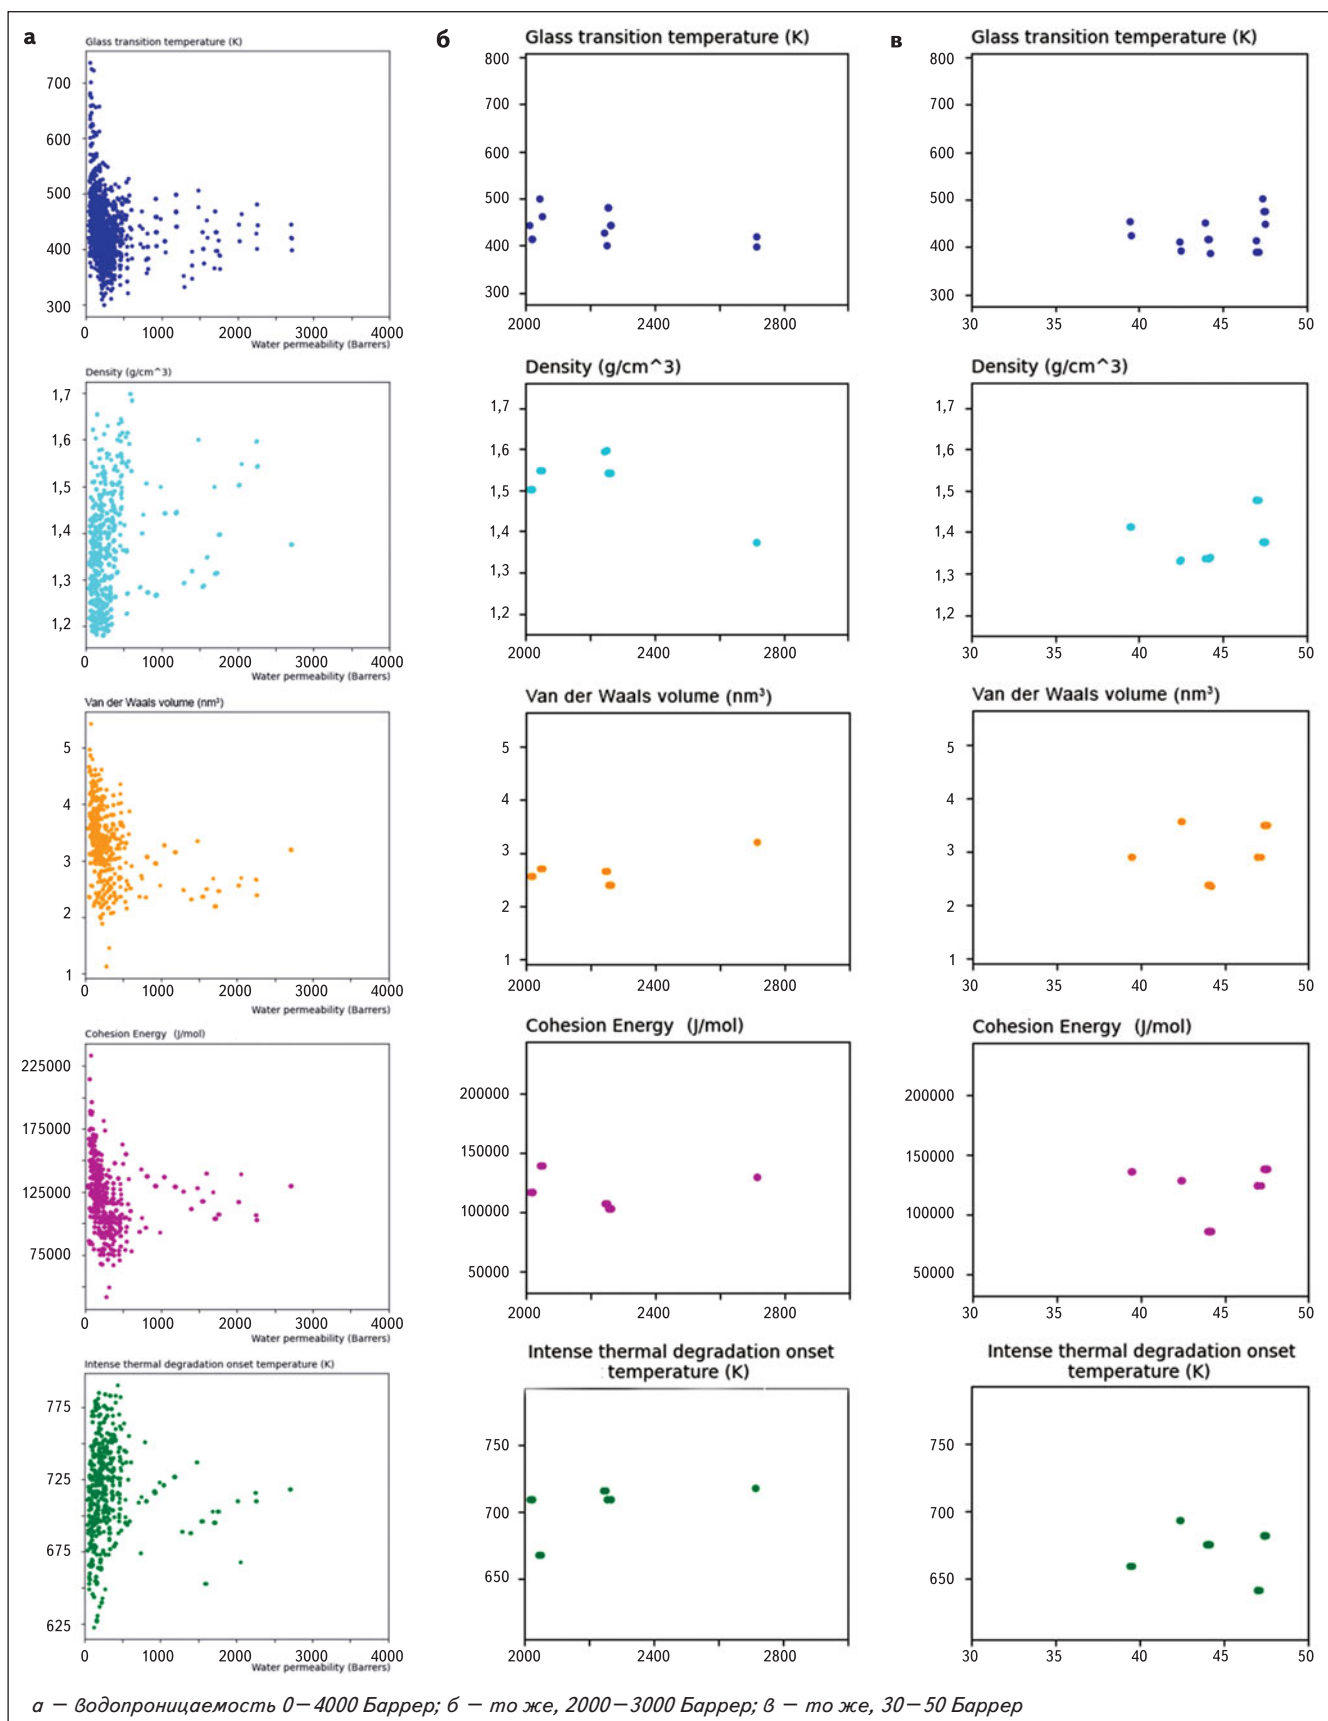 а
Glass transition temperature (K)
700
600
500
400
300
0 1000 2000 3000 4000
Water permeability (Barrers)
Density (g/cm^3)
1,7
1,6
1,5
1,4
1,3
1,2
0 1000 2000 3000 4000
Water permeability (Barrers)
Van der Waals volume (nm³)
5
4
3
2
1
0 1000 2000 3000 4000
Water permeability (Barrers)
Cohesion Energy (J/mol)
225000
175000
125000
75000
0 1000 2000 3000 4000
Water permeability (Barrers)
Intense thermal degradation onset temperature (K)
775
725
675
625
0 1000 2000 3000 4000
Water permeability (Barrers)
б
Glass transition temperature (K)
800
700
600
500
400
300
2000 2400 2800
Density (g/cm^3)
1,7
1,6
1,5
1,4
1,3
1,2
2000 2400 2800
Van der Waals volume (nm³)
5
4
3
2
1
2000 2400 2800
Cohesion Energy (J/mol)
200000
150000
100000
50000
2000 2400 2800
Intense thermal degradation onset
temperature (K)
750
700
650
2000 2400 2800
в
Glass transition temperature (K)
800
700
600
500
400
300
30 35 40 45 50
Density (g/cm^3)
1,7
1,6
1,5
1,4
1,3
1,2
30 35 40 45 50
Van der Waals volume (nm³)
5
4
3
2
1
30 35 40 45 50
Cohesion Energy (J/mol)
200000
150000
100000
50000
30 35 40 45 50
Intense thermal degradation onset
temperature (K)
750
700
650
30 35 40 45 50
а — водопроницаемость 0—4000 Баррер; б — то же, 2000—3000 Баррер; в — то же, 30—50 Баррер